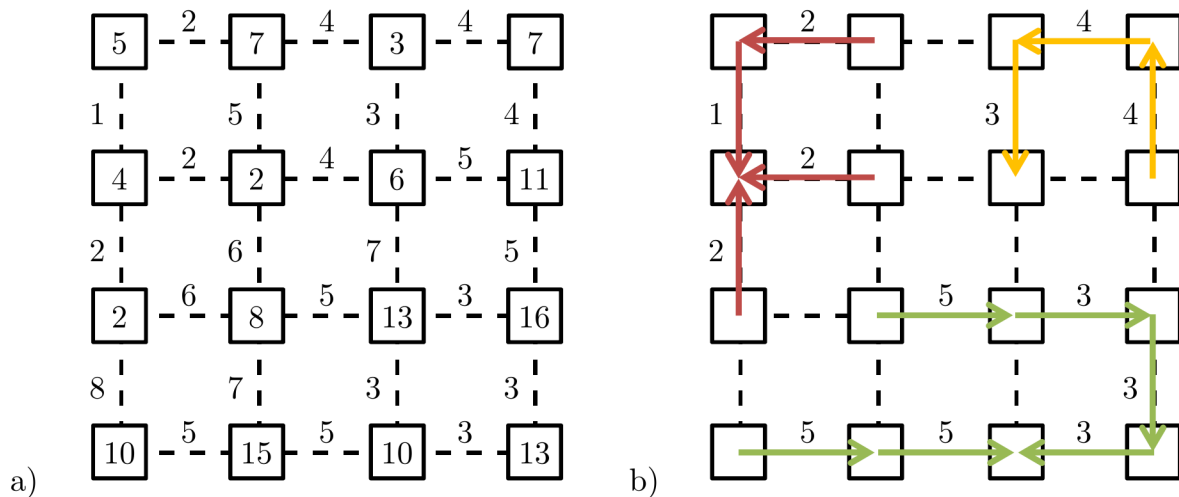 2 4 4 2 4
5 7 3 7
1 5 3 4 1 3 4
2 4 5 2
4 2 6 11
2 6 7 5 2
6 5 3 5 3
2 8 13 16
8 7 3 3 3
5 5 3 5 5 3
10 15 10 13
a) b)